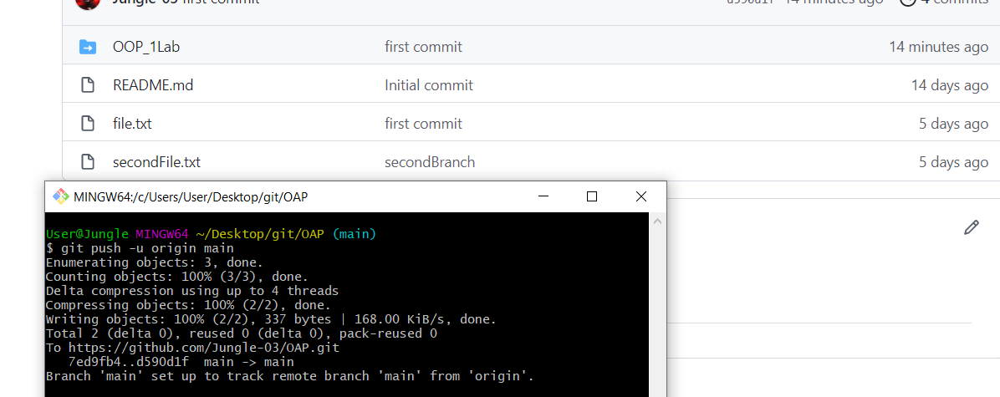 Jungle-03 first commit d590d1f 14 minutes ago 4 commits
OOP_1Lab first commit 14 minutes ago
README.md Initial commit 14 days ago
file.txt first commit 5 days ago
secondFile.txt secondBranch 5 days ago
MINGW64:/c/Users/User/Desktop/git/OAP
User@Jungle MINGW64 ~/Desktop/git/OAP (main)
$ git push -u origin main
Enumerating objects: 3, done.
Counting objects: 100% (3/3), done.
Delta compression using up to 4 threads
Compressing objects: 100% (2/2), done.
Writing objects: 100% (2/2), 337 bytes | 168.00 KiB/s, done.
Total 2 (delta 0), reused 0 (delta 0), pack-reused 0
To https://github.com/Jungle-03/OAP.git
7ed9fb4..d590d1f main -> main
Branch 'main' set up to track remote branch 'main' from 'origin'.